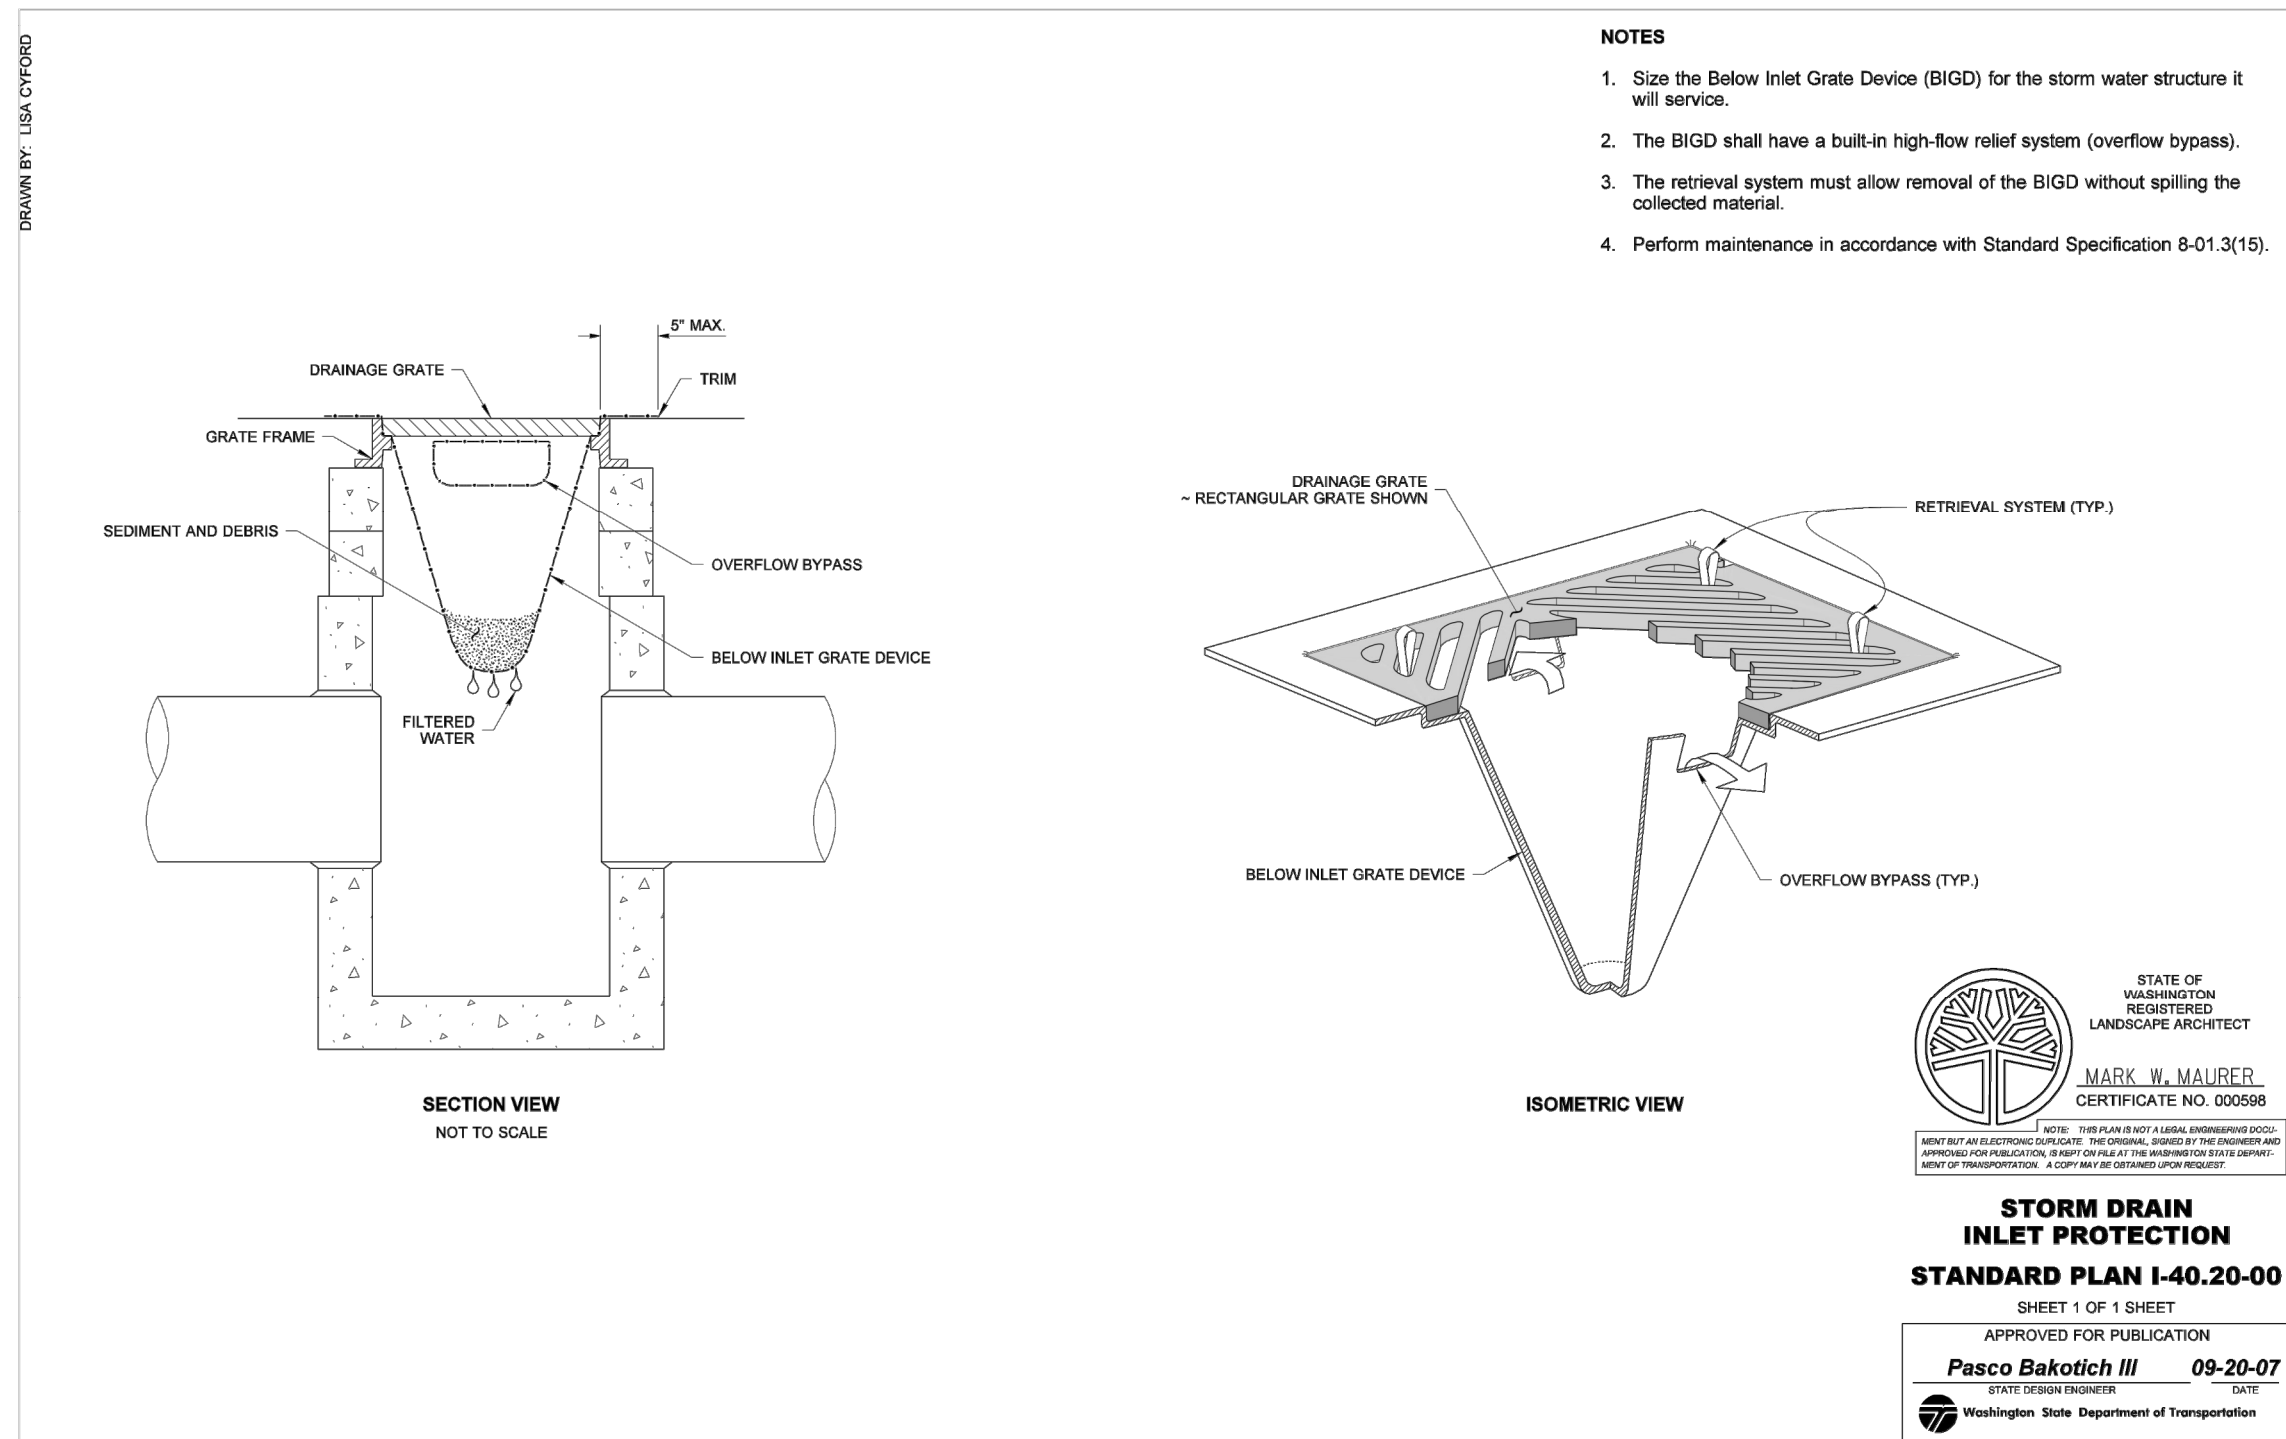 DRAWN BY: LISA CYFORD
NOTES
1. Size the Below Inlet Grate Device (BIGD) for the storm water structure it
will service.
2. The BIGD shall have a built-in high-flow relief system (overflow bypass).
3. The retrieval system must allow removal of the BIGD without spilling the
collected material.
4. Perform maintenance in accordance with Standard Specification 8-01.3(15).
5" MAX.
DRAINAGE GRATE
TRIM
GRATE FRAME
SEDIMENT AND DEBRIS
OVERFLOW BYPASS
BELOW INLET GRATE DEVICE
FILTERED
WATER
SECTION VIEW
NOT TO SCALE
DRAINAGE GRATE
~ RECTANGULAR GRATE SHOWN
RETRIEVAL SYSTEM (TYP.)
BELOW INLET GRATE DEVICE
OVERFLOW BYPASS (TYP.)
ISOMETRIC VIEW
STATE OF
WASHINGTON
REGISTERED
LANDSCAPE ARCHITECT
MARK W. MAURER
CERTIFICATE NO. 000598
NOTE: THIS PLAN IS NOT A LEGAL ENGINEERING DOCU-
MENT BUT AN ELECTRONIC DUPLICATE. THE ORIGINAL, SIGNED BY THE ENGINEER AND
APPROVED FOR PUBLICATION, IS KEPT ON FILE AT THE WASHINGTON STATE DEPART-
MENT OF TRANSPORTATION. A COPY MAY BE OBTAINED UPON REQUEST.
STORM DRAIN
INLET PROTECTION
STANDARD PLAN I-40.20-00
SHEET 1 OF 1 SHEET
APPROVED FOR PUBLICATION
Pasco Bakotich III 09-20-07
STATE DESIGN ENGINEER DATE
Washington State Department of Transportation